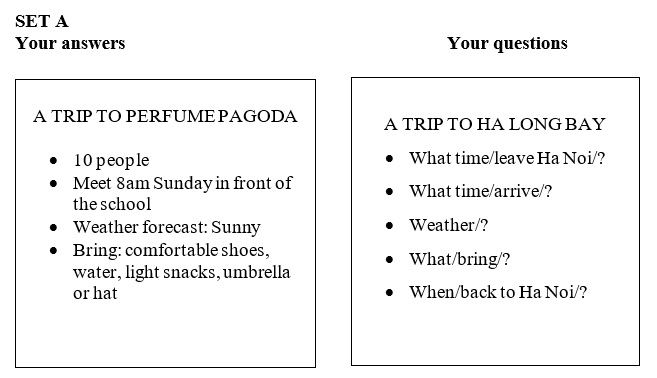 SET A
Your answers
Your questions
A TRIP TO PERFUME PAGODA
• 10 people
• Meet 8am Sunday in front of
the school
• Weather forecast: Sunny
• Bring: comfortable shoes,
water, light snacks, umbrella
or hat
A TRIP TO HA LONG BAY
• What time/leave Ha Noi/?
• What time/arrive/?
• Weather/?
• What/bring/?
• When/back to Ha Noi/?